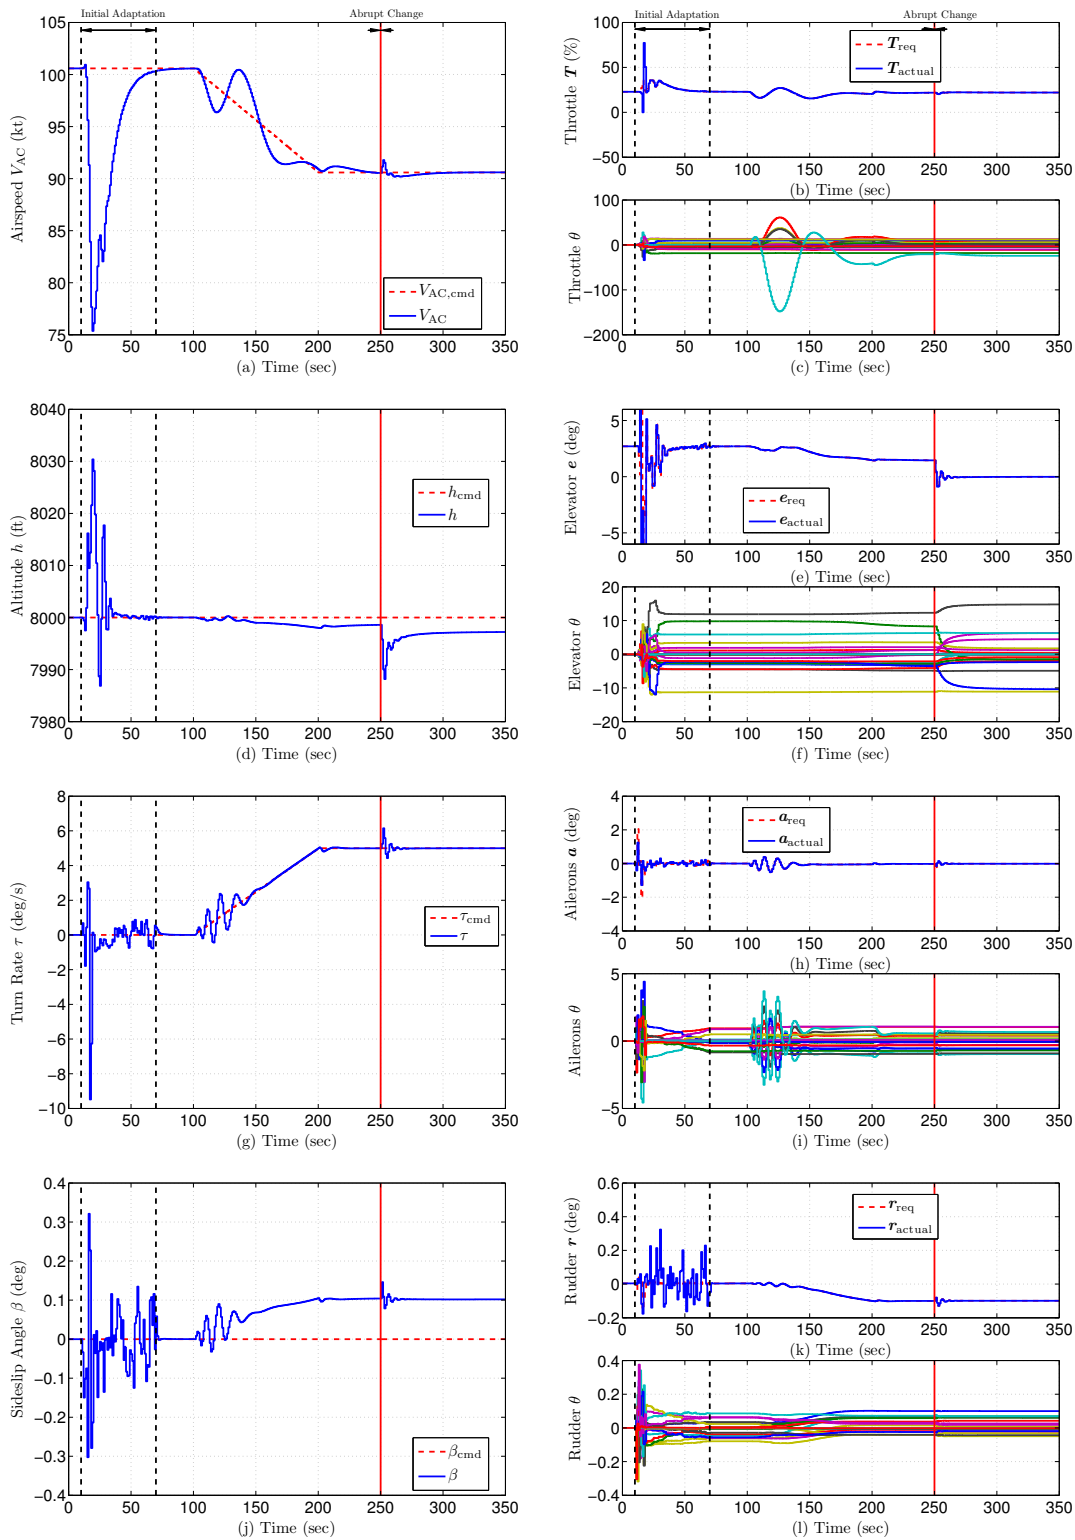 Initial Adaptation
Abrupt Change
105
100
95
90
85
80
75
0 50 100 150 200 250 300 350
Airspeed V_AC (kt)
V_AC,cmd
V_AC
(a) Time (sec)
Initial Adaptation
Abrupt Change
100
50
0
−50
0 50 100 150 200 250 300 350
Throttle T (%)
T_req
T_actual
(b) Time (sec)
100
0
−100
−200
0 50 100 150 200 250 300 350
Throttle θ
(c) Time (sec)
8040
8030
8020
8010
8000
7990
7980
0 50 100 150 200 250 300 350
Altitude h (ft)
h_cmd
h
(d) Time (sec)
5
0
−5
0 50 100 150 200 250 300 350
Elevator e (deg)
e_req
e_actual
(e) Time (sec)
20
10
0
−10
−20
0 50 100 150 200 250 300 350
Elevator θ
(f) Time (sec)
8
6
4
2
0
−2
−4
−6
−8
−10
0 50 100 150 200 250 300 350
Turn Rate τ (deg/s)
τ_cmd
τ
(g) Time (sec)
4
2
0
−2
−4
0 50 100 150 200 250 300 350
Ailerons a (deg)
a_req
a_actual
(h) Time (sec)
5
0
−5
0 50 100 150 200 250 300 350
Ailerons θ
(i) Time (sec)
0.4
0.3
0.2
0.1
0
−0.1
−0.2
−0.3
−0.4
0 50 100 150 200 250 300 350
Sideslip Angle β (deg)
β_cmd
β
(j) Time (sec)
0.6
0.4
0.2
0
−0.2
0 50 100 150 200 250 300 350
Rudder r (deg)
r_req
r_actual
(k) Time (sec)
0.4
0.2
0
−0.2
−0.4
0 50 100 150 200 250 300 350
Rudder θ
(l) Time (sec)